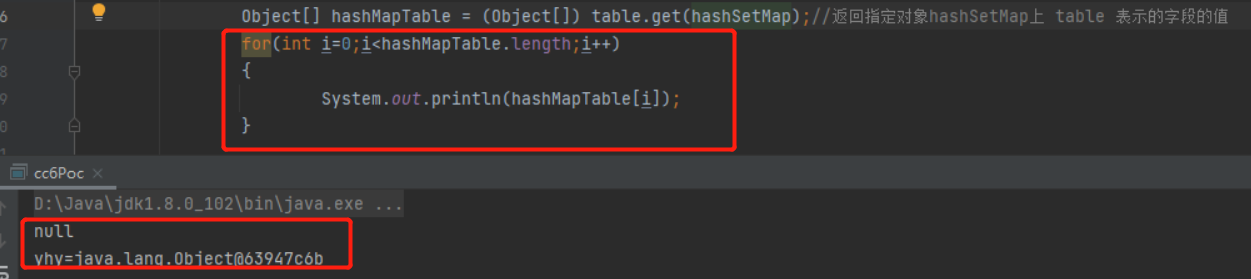 6 Object[] hashMapTable = (Object[]) table.get(hashSetMap);//返回指定对象hashSetMap上 table 表示的字段的值
7 for(int i=0;i<hashMapTable.length;i++)
8 {
9 System.out.println(hashMapTable[i]);
0 }
cc6Poc ×
D:\Java\jdk1.8.0_102\bin\java.exe ...
null
yhy=java.lang.Object@63947c6b